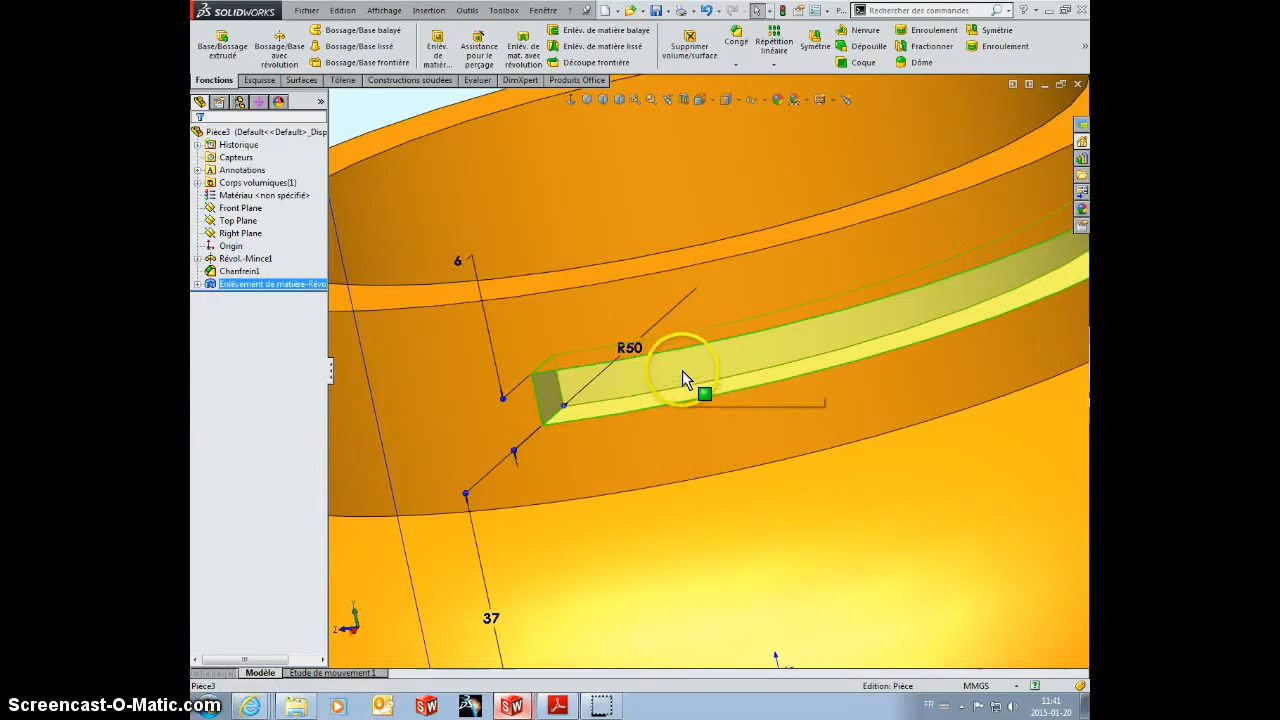 SOLIDWORKS Fichier Edition Affichage Insertion Outils Toolbox Fenêtre P... Rechercher des commandes
Base/Bossage extrudé
Bossage/Base avec révolution
Bossage/Base balayé
Bossage/Base lissé
Bossage/Base frontière
Enlèv. de matièr...
Assistance pour le perçage
Enlèv. de mat. avec révolution
Enlèv. de matière balayé
Enlèv. de matière lissé
Découpe frontière
Supprimer volume/surface
Congé
Répétition linéaire
Symétrie
Nervure
Dépouille
Coque
Enroulement
Fractionner
Dôme
Symétrie
Enroulement
Fonctions Esquisse Surfaces Tôlerie Constructions soudées Evaluer DimXpert Produits Office
Pièce3 (Default<<Default>_Disp
Historique
Capteurs
Annotations
Corps volumiques(1)
Matériau <non spécifié>
Front Plane
Top Plane
Right Plane
Origin
Révol.-Mince1
Chanfrein1
Enlèvement de matière-Révo
6
R50
37
Y
Z
Modèle Etude de mouvement 1
Pièce3 Edition: Pièce MMGS
Screencast-O-Matic.com
FR
11:41
2015-01-20